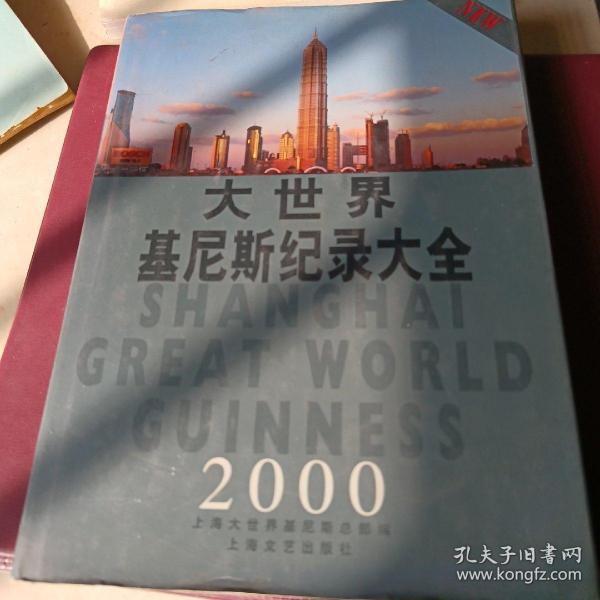 NEW
大世界
基尼斯纪录大全
SHANGHAI
GREAT WORLD
GUINNESS
2000
上海大世界基尼斯总部编
上海文艺出版社
孔夫子旧书网
www.kongfz.com